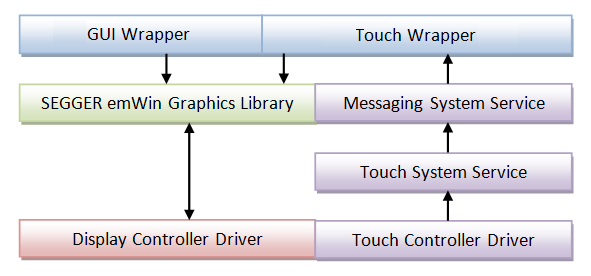 GUI Wrapper
Touch Wrapper
SEGGER emWin Graphics Library
Messaging System Service
Touch System Service
Display Controller Driver
Touch Controller Driver